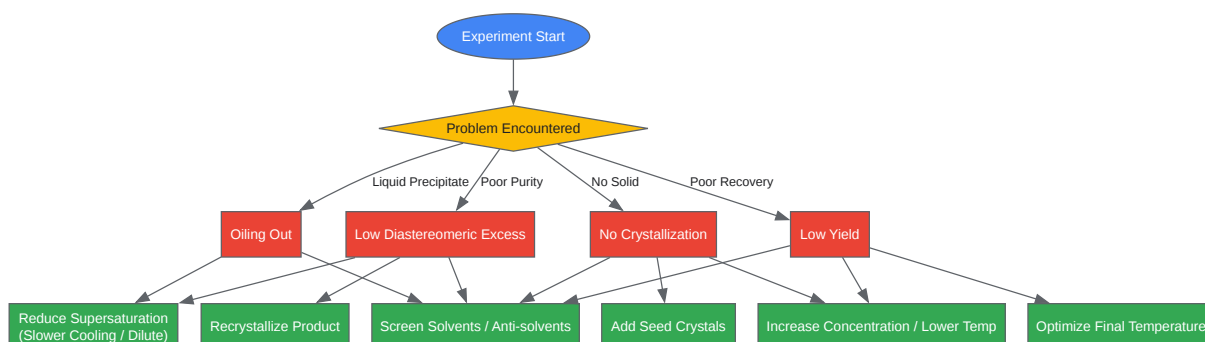 Experiment Start
Problem Encountered
Liquid Precipitate
Poor Purity
No Solid
Poor Recovery
Oiling Out
Low Diastereomeric Excess
No Crystallization
Low Yield
Reduce Supersaturation
(Slower Cooling / Dilute)
Recrystallize Product
Screen Solvents / Anti-solvents
Add Seed Crystals
Increase Concentration / Lower Temp
Optimize Final Temperature